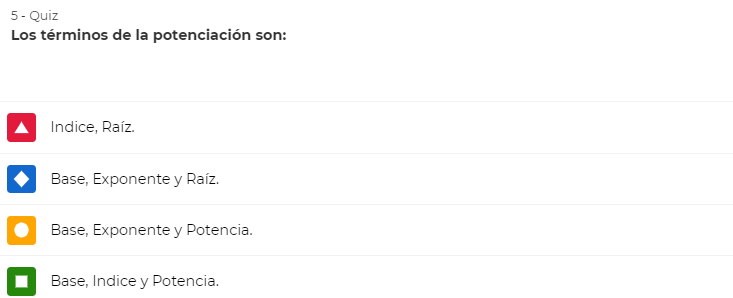 5 - Quiz
Los términos de la potenciación son:
Indice, Raíz.
Base, Exponente y Raíz.
Base, Exponente y Potencia.
Base, Indice y Potencia.